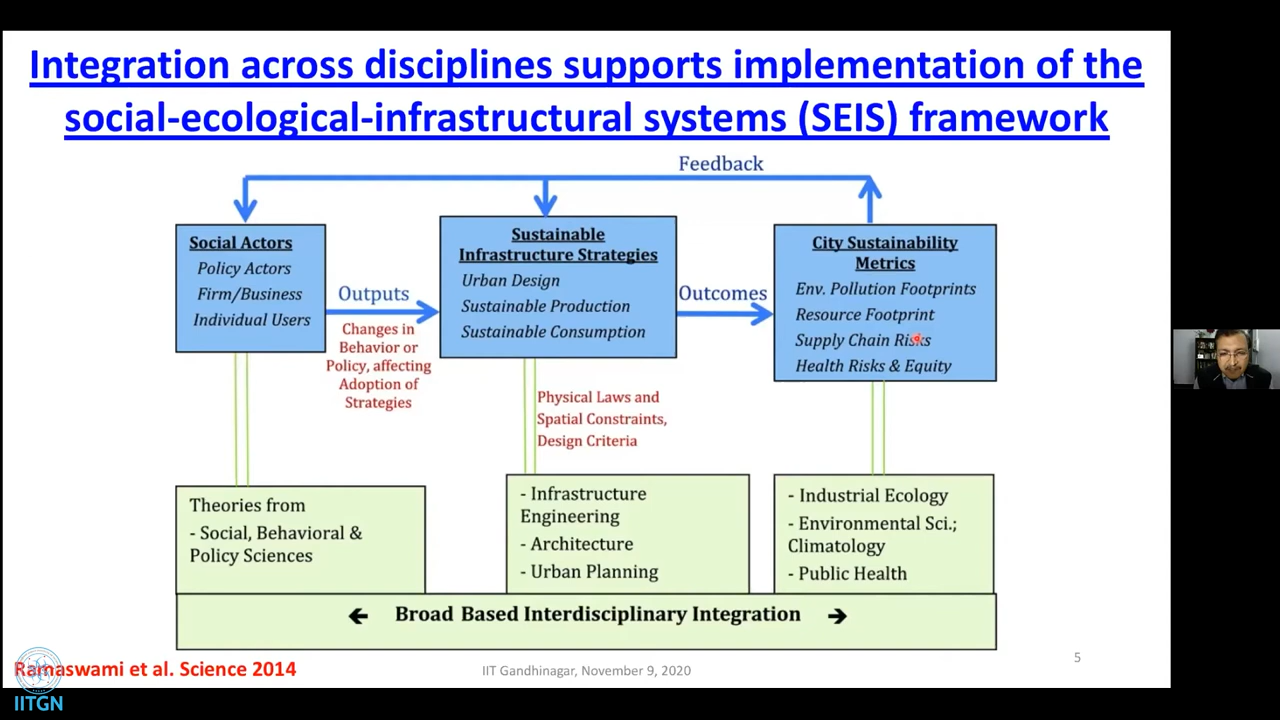 Integration across disciplines supports implementation of the
social-ecological-infrastructural systems (SEIS) framework
Feedback
Social Actors
Policy Actors
Firm/Business
Individual Users
Outputs
Changes in
Behavior or
Policy, affecting
Adoption of
Strategies
Sustainable
Infrastructure Strategies
Urban Design
Sustainable Production
Sustainable Consumption
Outcomes
City Sustainability
Metrics
Env. Pollution Footprints
Resource Footprint
Supply Chain Risks
Health Risks & Equity
Physical Laws and
Spatial Constraints,
Design Criteria
Theories from
- Social, Behavioral &
Policy Sciences
- Infrastructure
Engineering
- Architecture
- Urban Planning
- Industrial Ecology
- Environmental Sci.;
Climatology
- Public Health
← Broad Based Interdisciplinary Integration →
Ramaswami et al. Science 2014
IIT Gandhinagar, November 9, 2020
5
IITGN